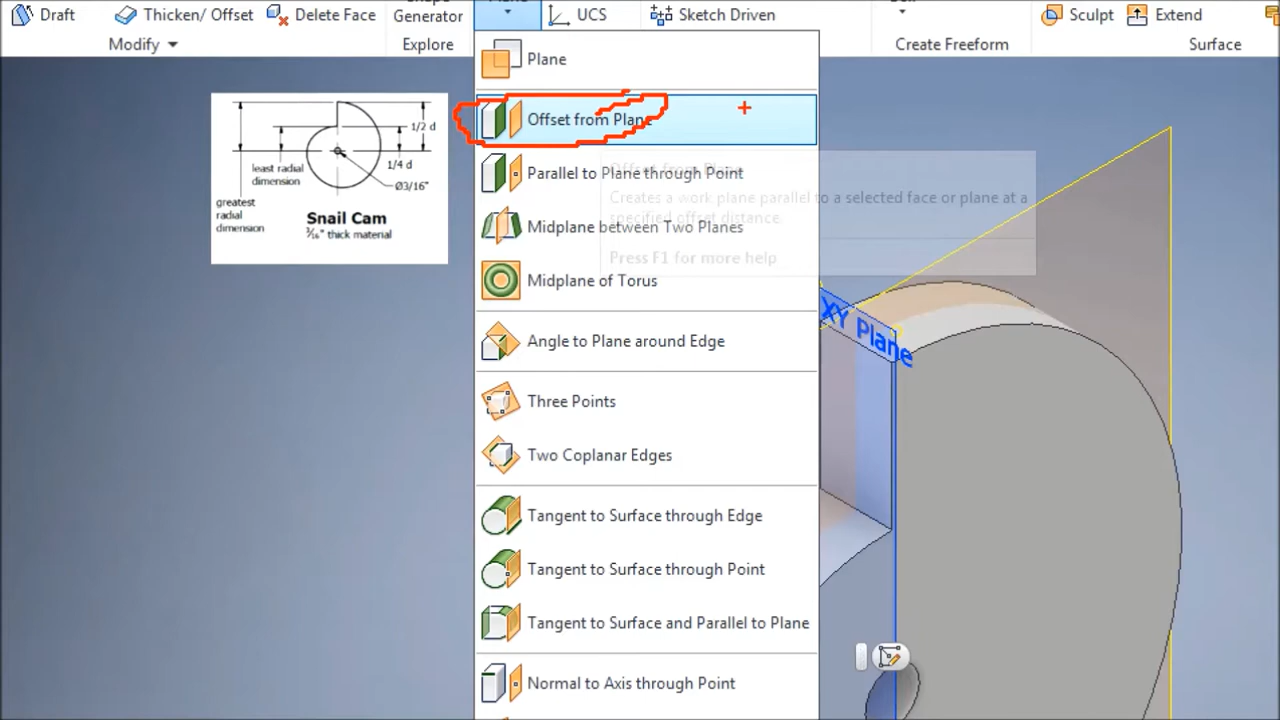 Draft
Thicken/ Offset
Delete Face
Generator
UCS
Sketch Driven
Sculpt
Extend
Modify
Explore
Create Freeform
Surface
Plane
Offset from Plane
Parallel to Plane through Point
Midplane between Two Planes
Midplane of Torus
Angle to Plane around Edge
Three Points
Two Coplanar Edges
Tangent to Surface through Edge
Tangent to Surface through Point
Tangent to Surface and Parallel to Plane
Normal to Axis through Point
Offset from Plane
Creates a work plane parallel to a selected face or plane at a
specified offset distance
Press F1 for more help
1/2 d
1/4 d
least radial
dimension
Ø3/16"
greatest
radial
dimension
Snail Cam
3/16" thick material
XY Plane